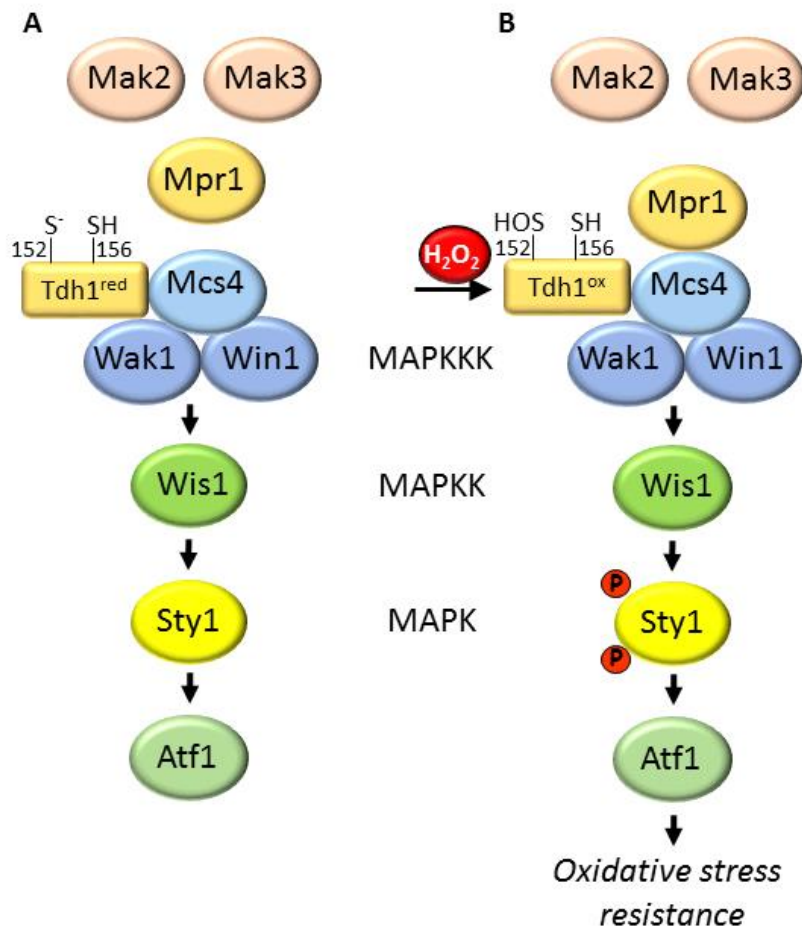 A
Mak2 Mak3
Mpr1
S⁻ SH
152 156
Tdh1ʳᵉᵈ Mcs4
Wak1 Win1
Wis1
Sty1
Atf1
MAPKKK
MAPKK
MAPK
B
Mak2 Mak3
Mpr1
H₂O₂
HOS SH
152 156
Tdh1ᵒˣ Mcs4
Wak1 Win1
Wis1
P
Sty1
P
Atf1
Oxidative stress
resistance